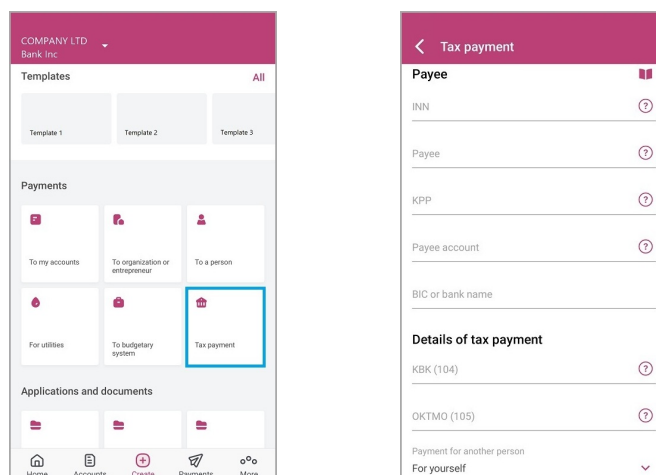 COMPANY LTD
Bank Inc
Templates
All
Template 1
Template 2
Template 3
Payments
To my accounts
To organization or
entrepreneur
To a person
For utilities
To budgetary
system
Tax payment
Applications and documents
Home
Accounts
Create
Payments
More
Tax payment
Payee
INN
?
Payee
?
KPP
?
Payee account
?
BIC or bank name
Details of tax payment
KBK (104)
?
OKTMO (105)
?
Payment for another person
For yourself